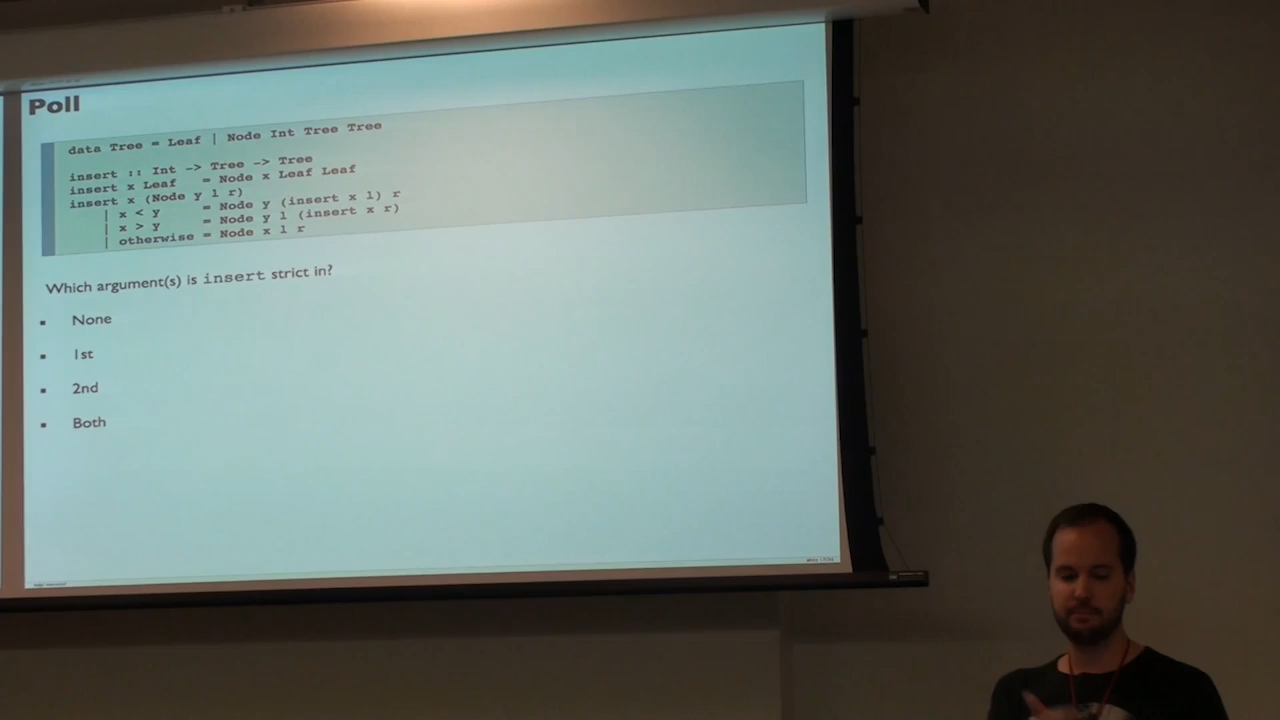 Poll
data Tree = Leaf | Node Int Tree Tree
insert :: Int -> Tree -> Tree
insert x Leaf = Node x Leaf Leaf
insert x (Node y l r)
| x < y = Node y (insert x l) r
| x > y = Node y l (insert x r)
| otherwise = Node x l r
Which argument(s) is insert strict in?
▪ None
▪ 1st
▪ 2nd
▪ Both